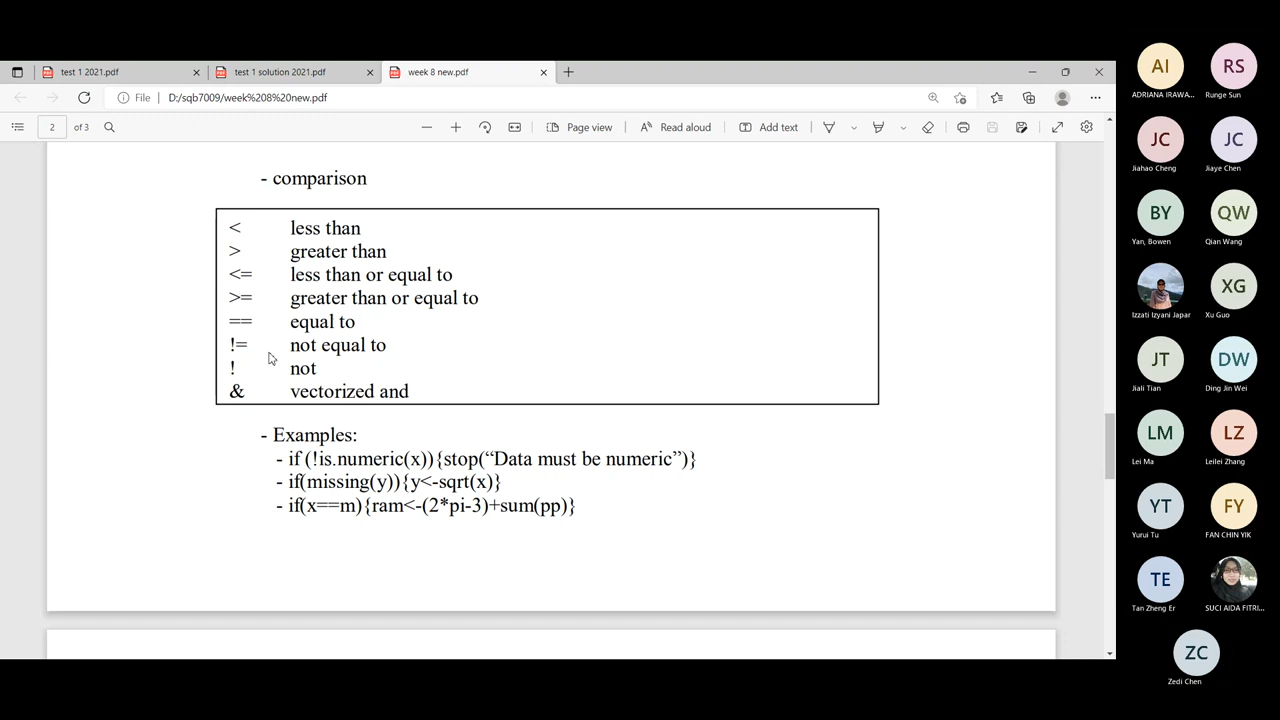 test 1 2021.pdf
test 1 solution 2021.pdf
week 8 new.pdf
File
D:/sqb7009/week%208%20new.pdf
2 of 3
Page view
Read aloud
Add text
- comparison
< less than
> greater than
<= less than or equal to
>= greater than or equal to
== equal to
!= not equal to
! not
& vectorized and
- Examples:
- if (!is.numeric(x)){stop(“Data must be numeric”)}
- if(missing(y)){y<-sqrt(x)}
- if(x==m){ram<-(2*pi-3)+sum(pp)}
AI
ADRIANA IRAWA...
RS
Runge Sun
JC
Jiahao Cheng
JC
Jiaye Chen
BY
Yan, Bowen
QW
Qian Wang
Izzati Izyani Japar
XG
Xu Guo
JT
Jiali Tian
DW
Ding Jin Wei
LM
Lei Ma
LZ
Leilei Zhang
YT
Yurui Tu
FY
FAN CHIN YIK
TE
Tan Zheng Er
SUCI AIDA FITRI...
ZC
Zedi Chen